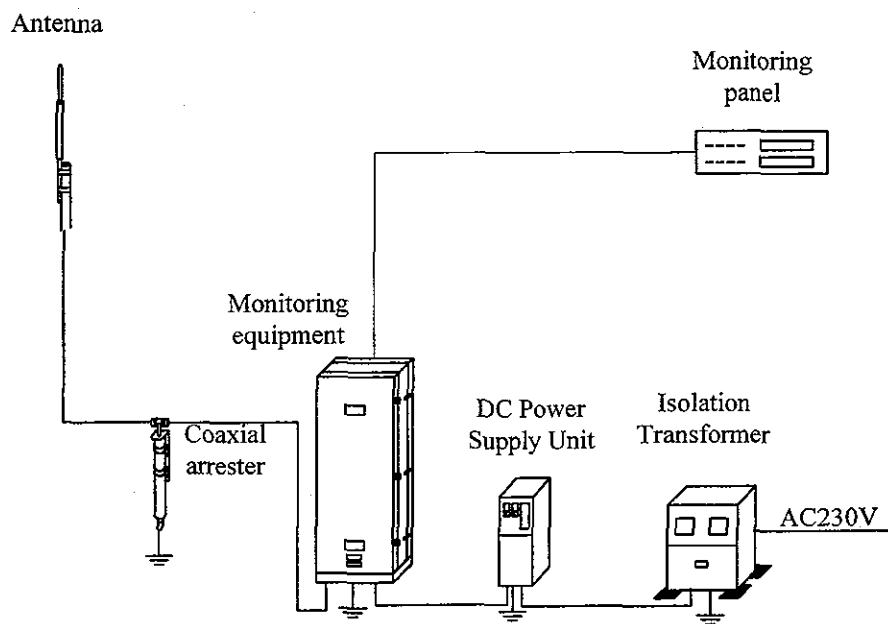 Antenna
Monitoring
panel
Monitoring
equipment
Coaxial
arrester
DC Power
Supply Unit
Isolation
Transformer
AC230V